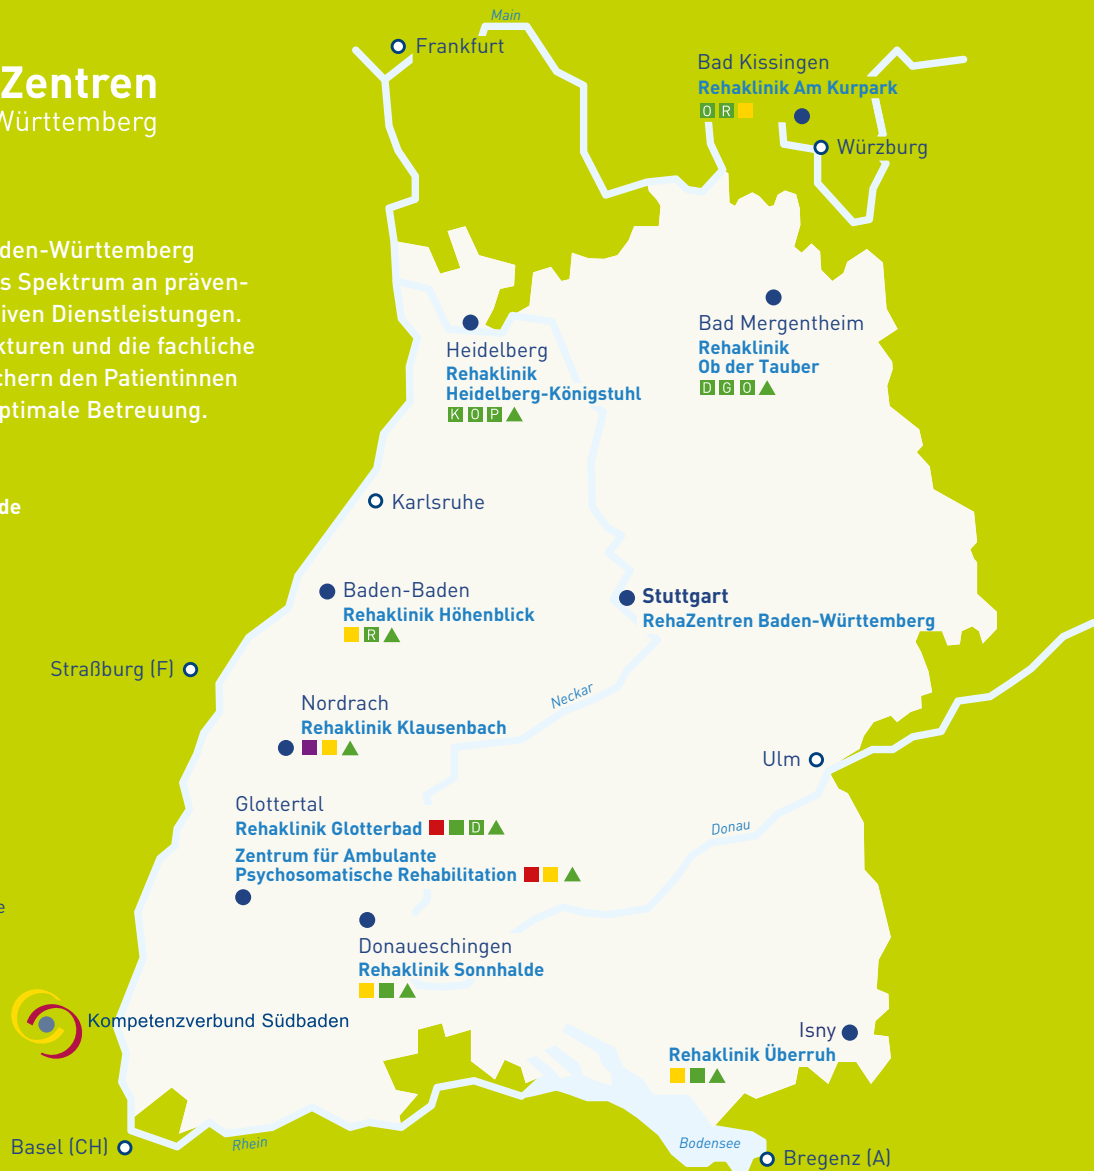 Main
Frankfurt
Zentren
Württemberg
Bad Kissingen
Rehaklinik Am Kurpark
O R
Würzburg
den-Württemberg
s Spektrum an präven-
iven Dienstleistungen.
kturen und die fachliche
chern den Patientinnen
ptimale Betreuung.
de
Heidelberg
Rehaklinik
Heidelberg-Königstuhl
K O P
Bad Mergentheim
Rehaklinik
Ob der Tauber
D G O
Karlsruhe
Baden-Baden
Rehaklinik Höhenblick
R
Stuttgart
RehaZentren Baden-Württemberg
Straßburg (F)
Neckar
Nordrach
Rehaklinik Klausenbach
Ulm
Glottertal
Rehaklinik Glotterbad D
Zentrum für Ambulante
Psychosomatische Rehabilitation
Donau
e
Donaueschingen
Rehaklinik Sonnhalde
Kompetenzverbund Südbaden
Isny
Rehaklinik Überruh
Basel (CH)
Rhein
Bodensee
Bregenz (A)